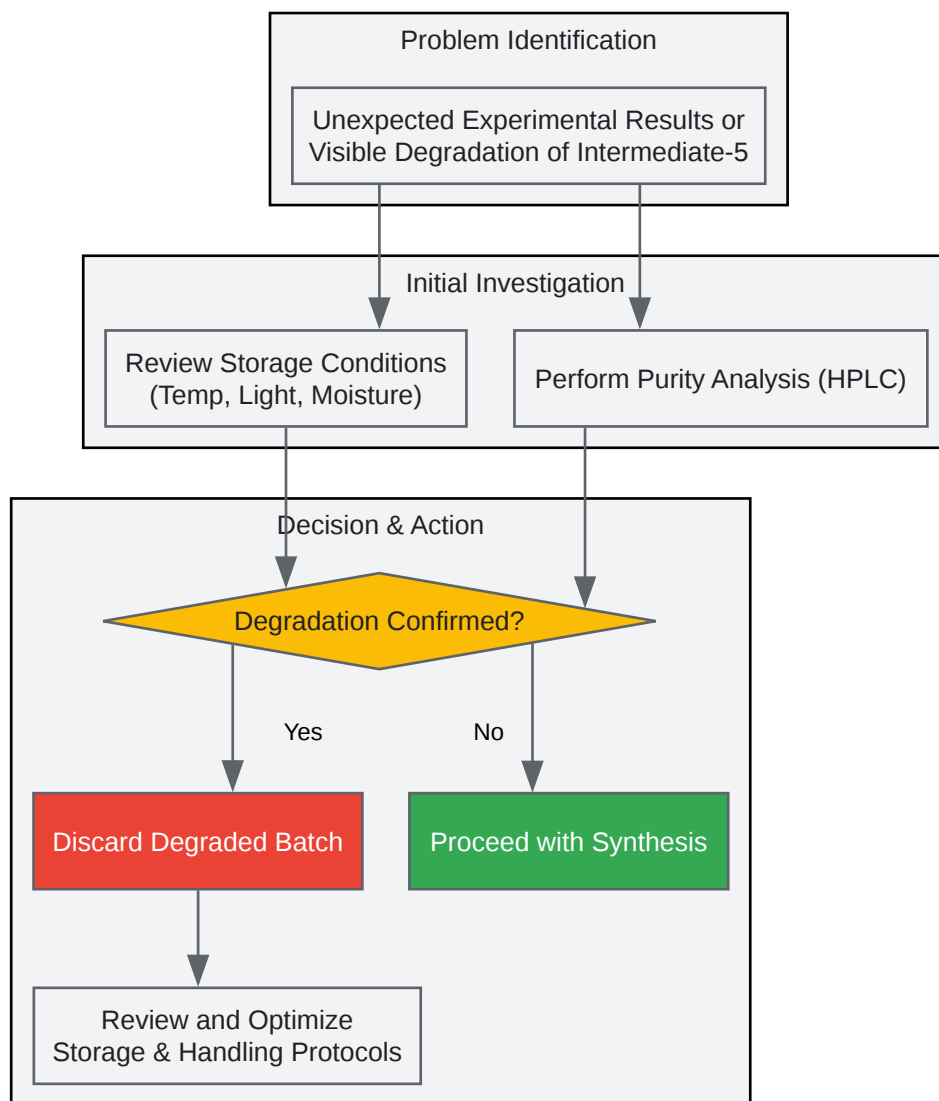 Problem Identification
Unexpected Experimental Results or
Visible Degradation of Intermediate-5
Initial Investigation
Review Storage Conditions
(Temp, Light, Moisture)
Perform Purity Analysis (HPLC)
Decision & Action
Degradation Confirmed?
Yes
No
Discard Degraded Batch
Proceed with Synthesis
Review and Optimize
Storage & Handling Protocols